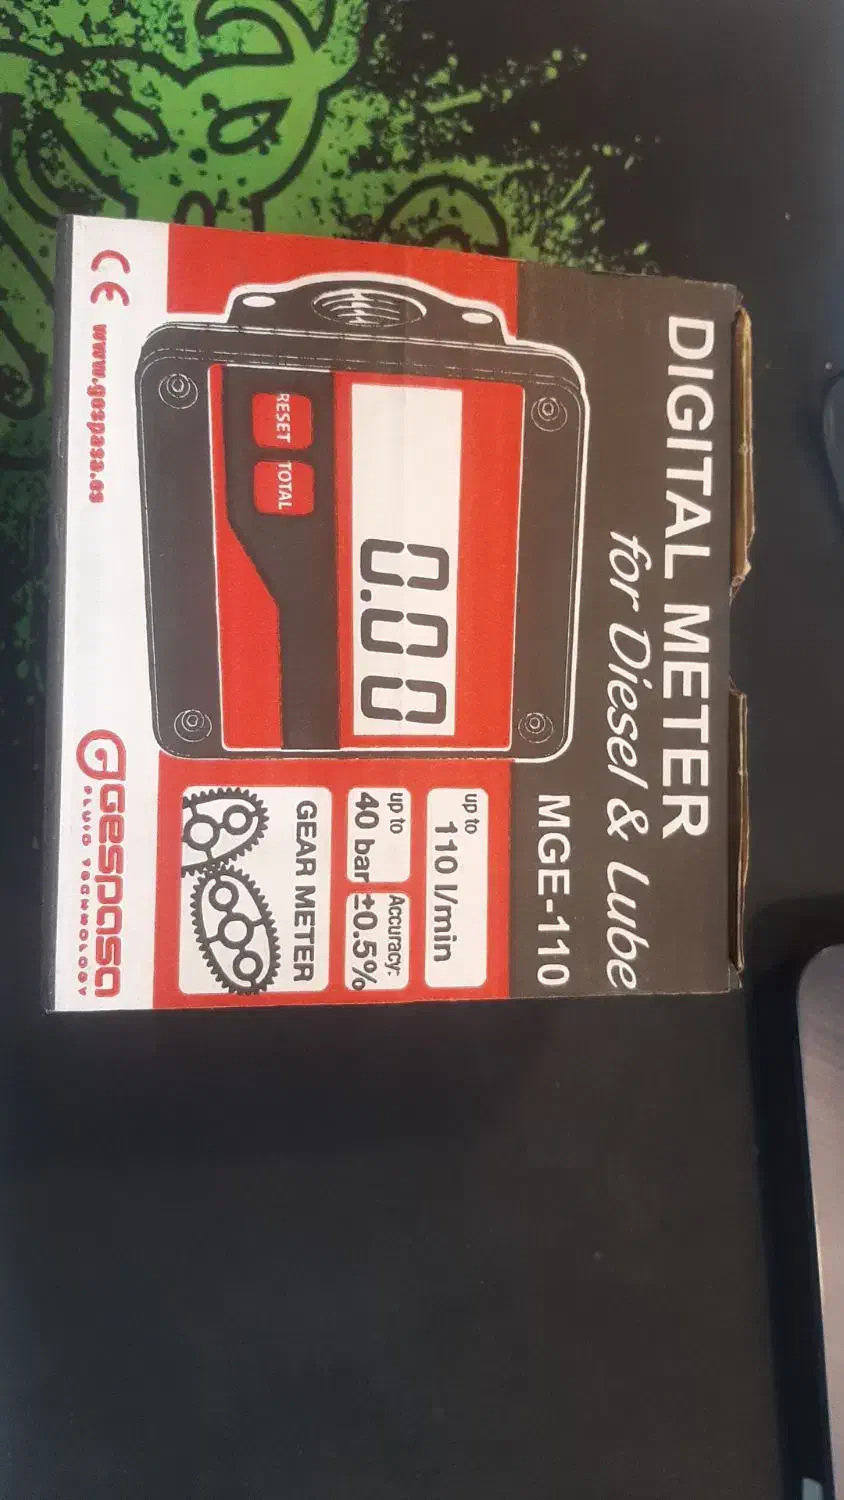 DIGITAL METER
for Diesel & Lube
MGE-110
0.00
RESET
TOTAL
up to
110 l/min
up to
40 bar
Accuracy:
±0.5%
GEAR METER
CE www.gespasa.es
GESPASA
FLUID TECHNOLOGY